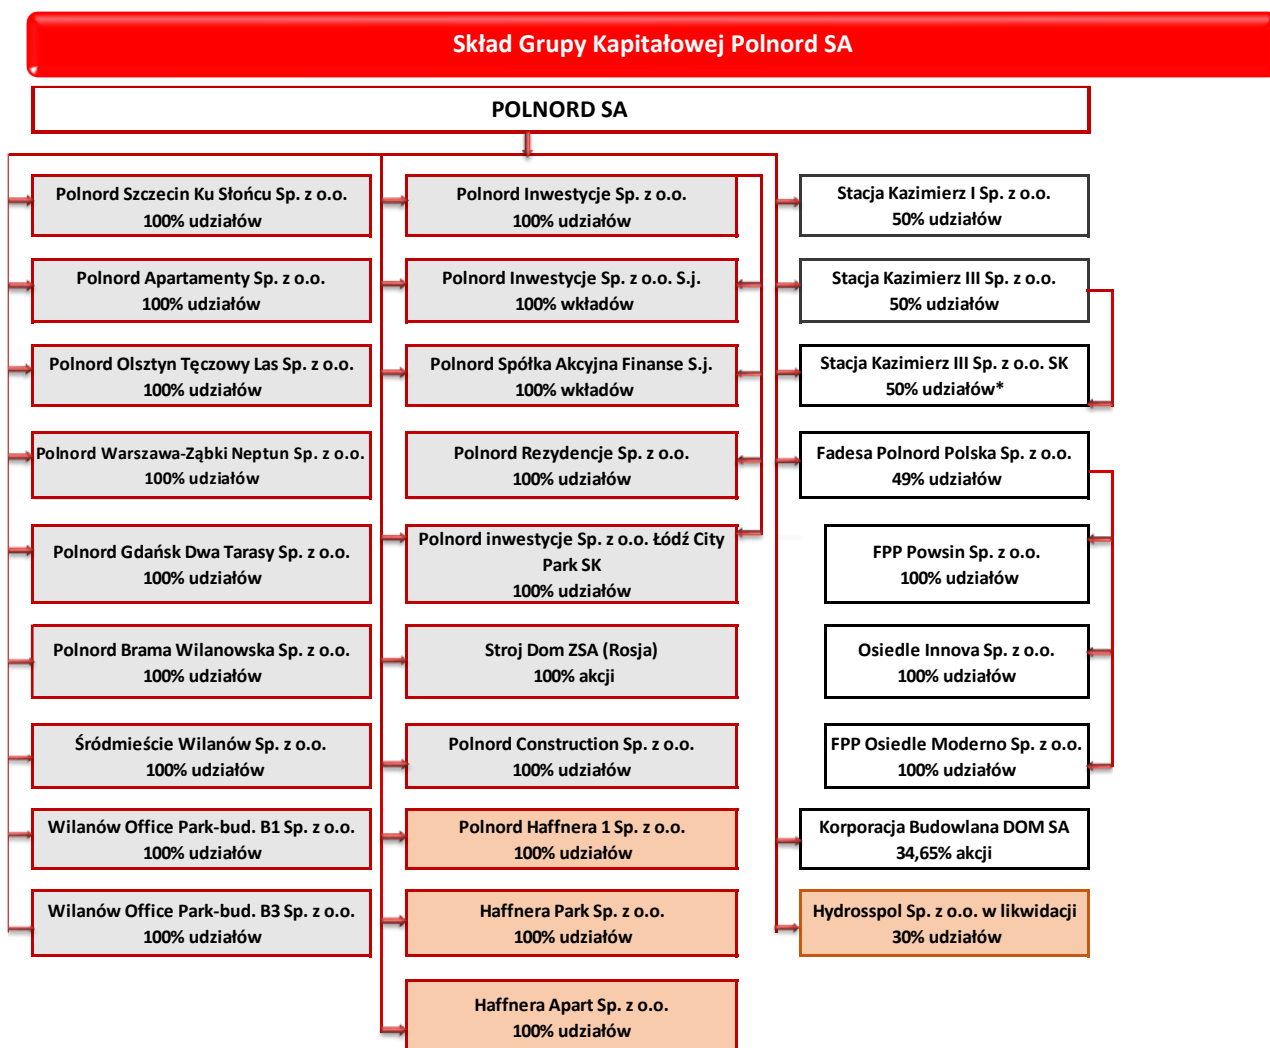 Skład Grupy Kapitałowej Polnord SA
POLNORD SA
Polnord Szczecin Ku Słońcu Sp. z o.o.
100% udziałów
Polnord Apartamenty Sp. z o.o.
100% udziałów
Polnord Olsztyn Tęczowy Las Sp. z o.o.
100% udziałów
Polnord Warszawa-Ząbki Neptun Sp. z o.o.
100% udziałów
Polnord Gdańsk Dwa Tarasy Sp. z o.o.
100% udziałów
Polnord Brama Wilanowska Sp. z o.o.
100% udziałów
Śródmieście Wilanów Sp. z o.o.
100% udziałów
Wilanów Office Park-bud. B1 Sp. z o.o.
100% udziałów
Wilanów Office Park-bud. B3 Sp. z o.o.
100% udziałów
Polnord Inwestycje Sp. z o.o.
100% udziałów
Polnord Inwestycje Sp. z o.o. S.j.
100% wkładów
Polnord Spółka Akcyjna Finanse S.j.
100% wkładów
Polnord Rezydencje Sp. z o.o.
100% udziałów
Polnord inwestycje Sp. z o.o. Łódź City
Park SK
100% udziałów
Stroj Dom ZSA (Rosja)
100% akcji
Polnord Construction Sp. z o.o.
100% udziałów
Polnord Haffnera 1 Sp. z o.o.
100% udziałów
Haffnera Park Sp. z o.o.
100% udziałów
Haffnera Apart Sp. z o.o.
100% udziałów
Stacja Kazimierz I Sp. z o.o.
50% udziałów
Stacja Kazimierz III Sp. z o.o.
50% udziałów
Stacja Kazimierz III Sp. z o.o. SK
50% udziałów*
Fadesa Polnord Polska Sp. z o.o.
49% udziałów
FPP Powsin Sp. z o.o.
100% udziałów
Osiedle Innova Sp. z o.o.
100% udziałów
FPP Osiedle Moderno Sp. z o.o.
100% udziałów
Korporacja Budowlana DOM SA
34,65% akcji
Hydrosspol Sp. z o.o. w likwidacji
30% udziałów